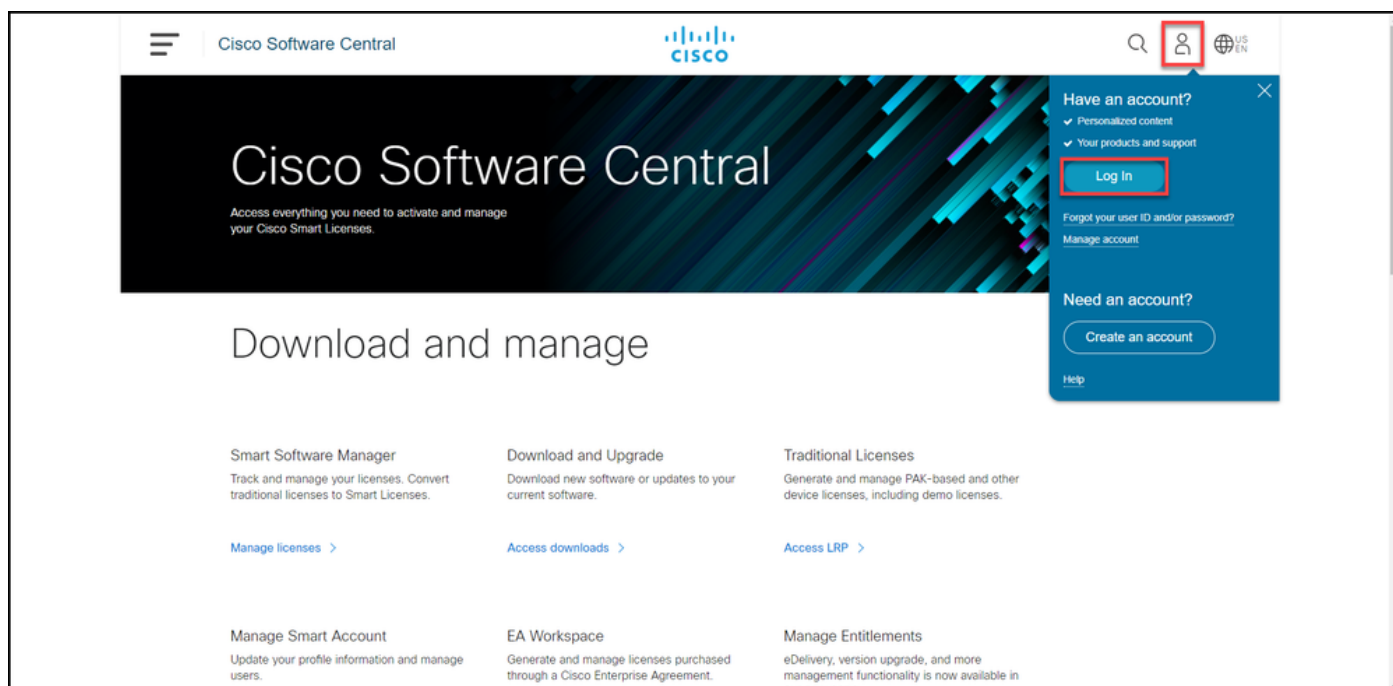 Cisco Software Central
CISCO
US
EN
Have an account?
Personalized content
Your products and support
Log In
Forgot your user ID and/or password?
Manage account
Need an account?
Create an account
Help
Cisco Software Central
Access everything you need to activate and manage
your Cisco Smart Licenses.
Download and manage
Smart Software Manager
Track and manage your licenses. Convert
traditional licenses to Smart Licenses.
Manage licenses
Download and Upgrade
Download new software or updates to your
current software.
Access downloads
Traditional Licenses
Generate and manage PAK-based and other
device licenses, including demo licenses.
Access LRP
Manage Smart Account
Update your profile information and manage
users.
EA Workspace
Generate and manage licenses purchased
through a Cisco Enterprise Agreement.
Manage Entitlements
eDelivery, version upgrade, and more
management functionality is now available in